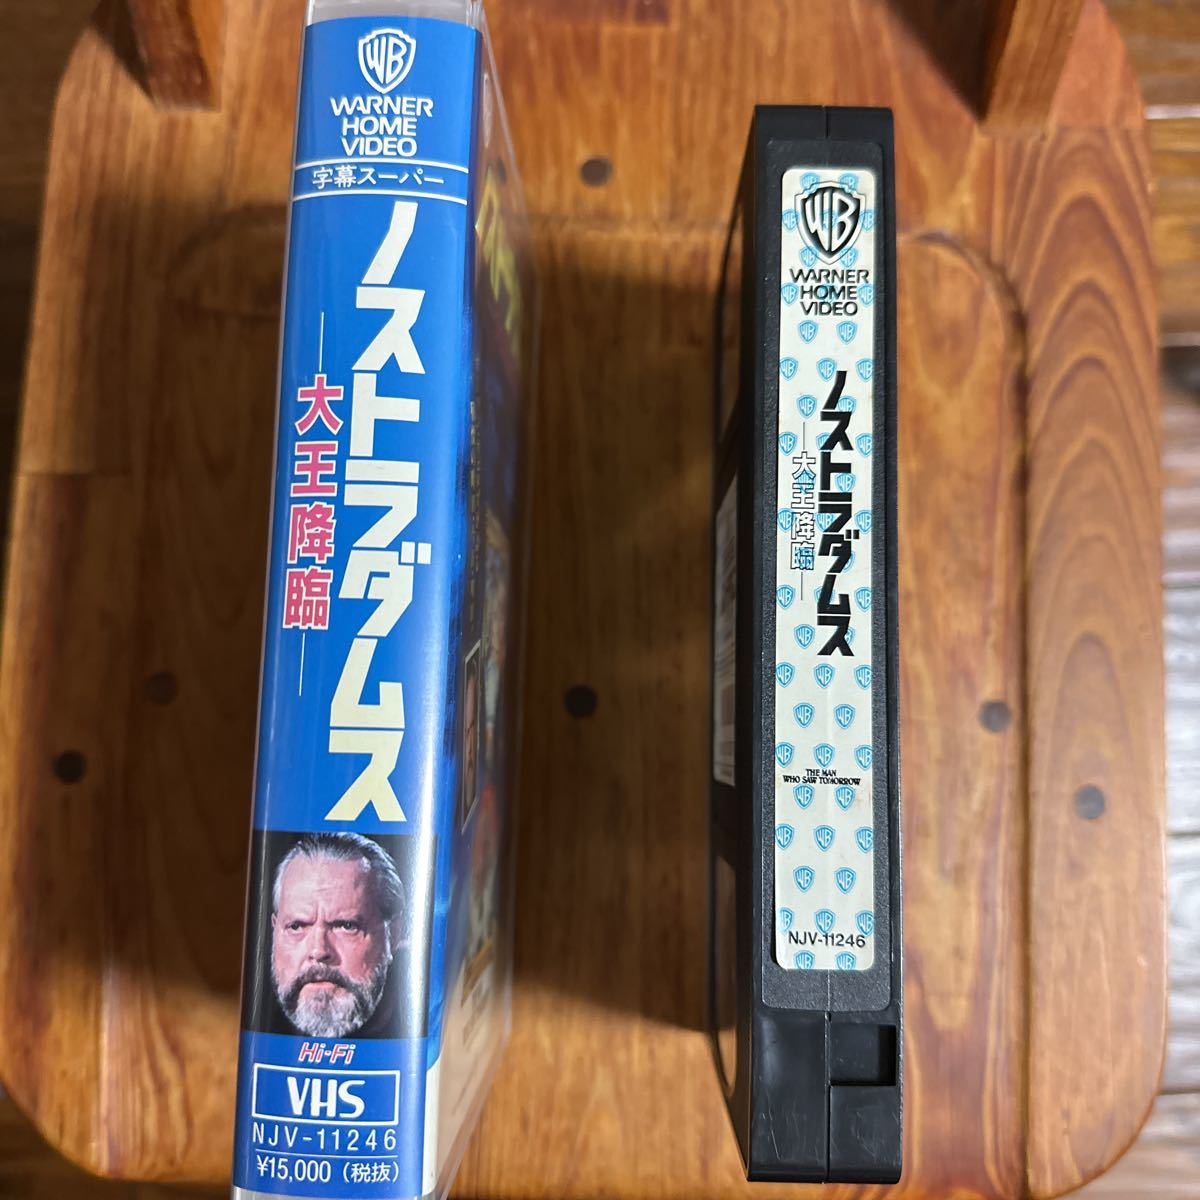 WB
WARNER
HOME
VIDEO
字幕スーパー
ノストラダムス
―大王降臨―
Hi-Fi
VHS
NJV-11246
¥15,000(税抜)
WB
WARNER
HOME
VIDEO
ノストラダムス
―大王降臨―
THE MAN
WHO SAW TOMORROW
NJV-11246